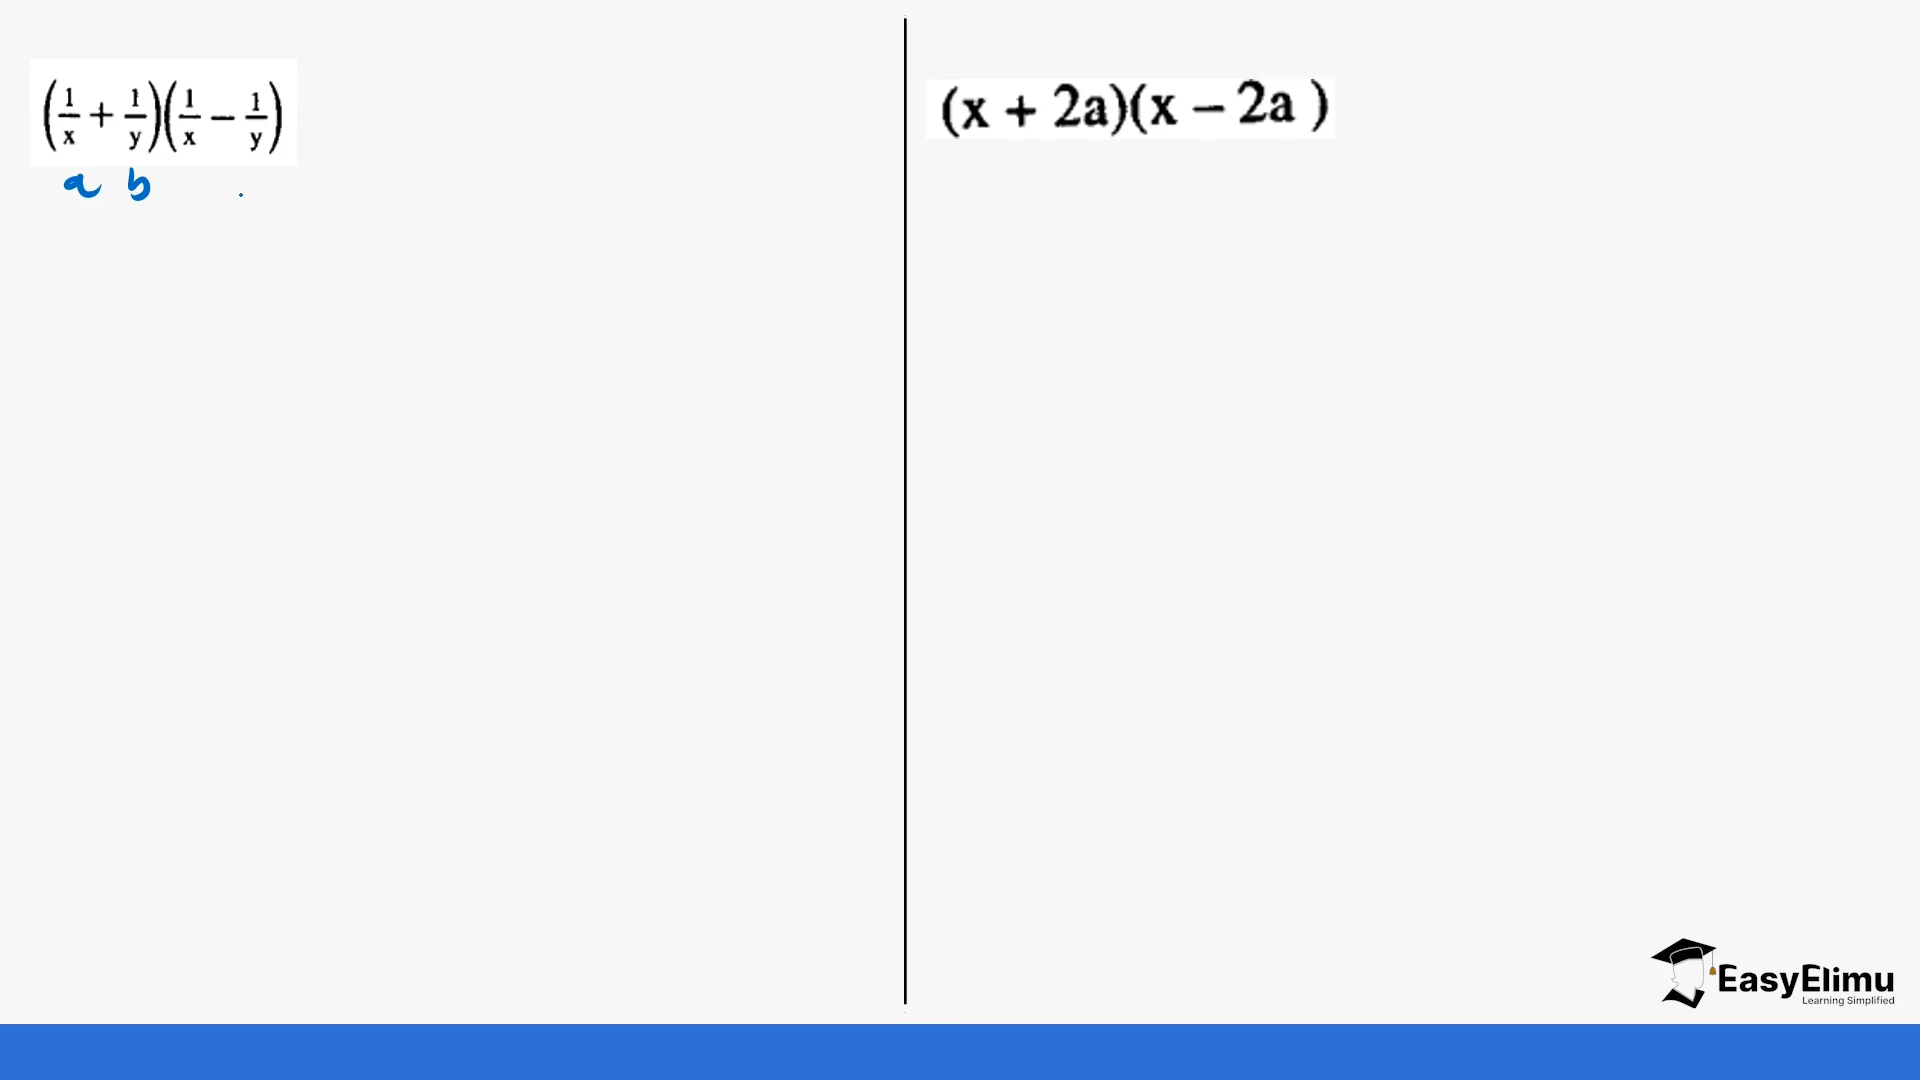 (1/x + 1/y)(1/x − 1/y)
a b
(x + 2a)(x − 2a )
EasyElimu
Learning Simplified